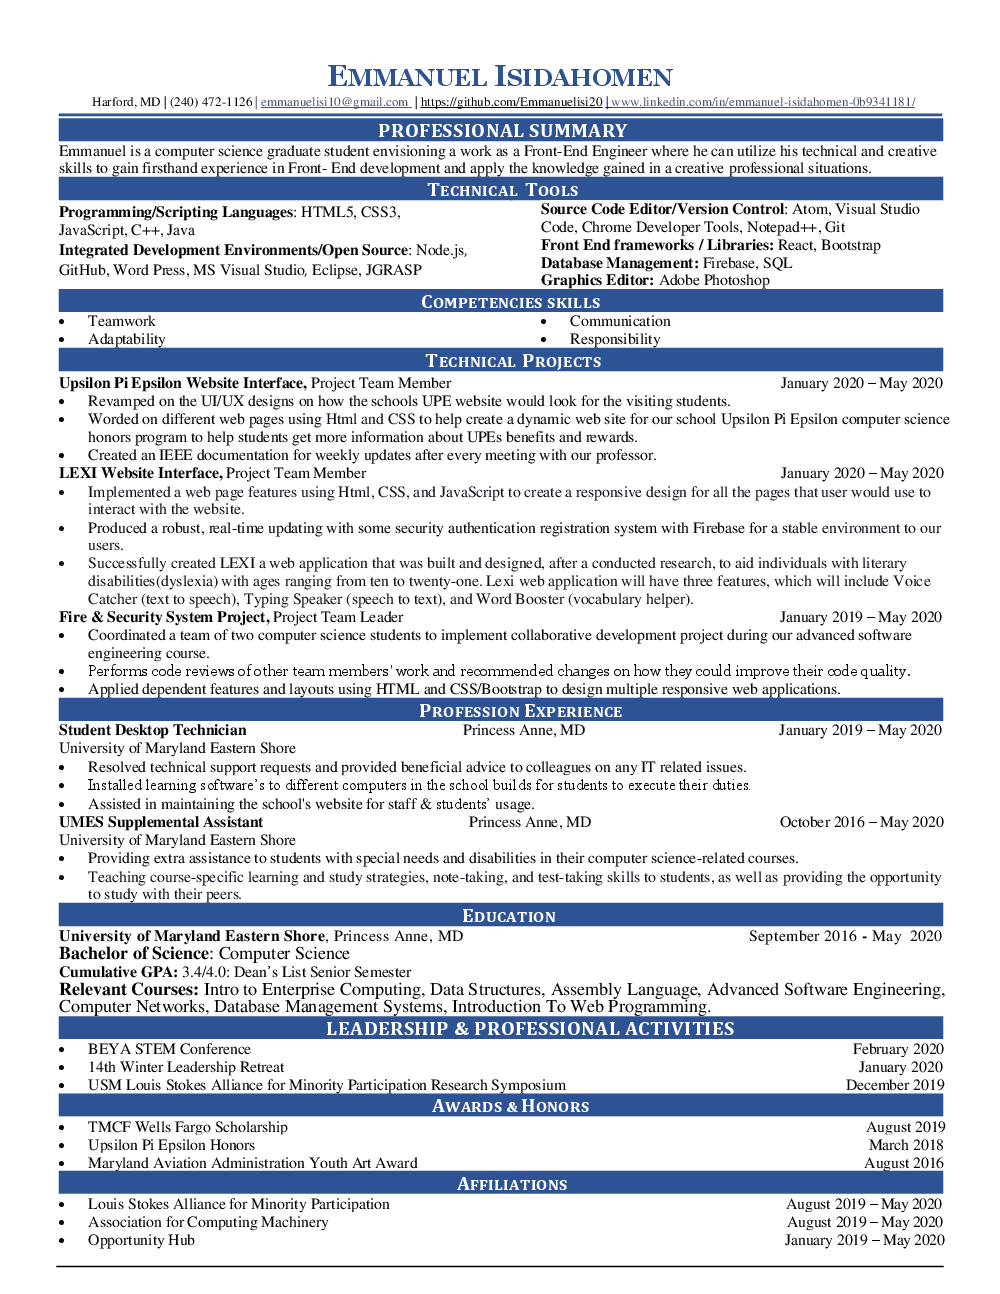 EMMANUEL ISIDAHOMEN
Harford, MD | (240) 472-1126 | emmanuelisi10@gmail.com | https://github.com/Emmanuelisi20 | www.linkedin.com/in/emmanuel-isidahomen-0b9341181/
PROFESSIONAL SUMMARY
Emmanuel is a computer science graduate student envisioning a work as a Front-End Engineer where he can utilize his technical and creative
skills to gain firsthand experience in Front- End development and apply the knowledge gained in a creative professional situations.
TECHNICAL TOOLS
Programming/Scripting Languages: HTML5, CSS3,
JavaScript, C++, Java
Integrated Development Environments/Open Source: Node.js,
GitHub, Word Press, MS Visual Studio, Eclipse, JGRASP
Source Code Editor/Version Control: Atom, Visual Studio
Code, Chrome Developer Tools, Notepad++, Git
Front End frameworks / Libraries: React, Bootstrap
Database Management: Firebase, SQL
Graphics Editor: Adobe Photoshop
COMPETENCIES SKILLS
• Teamwork
• Adaptability
• Communication
• Responsibility
TECHNICAL PROJECTS
Upsilon Pi Epsilon Website Interface, Project Team Member January 2020 – May 2020
• Revamped on the UI/UX designs on how the schools UPE website would look for the visiting students.
• Worded on different web pages using Html and CSS to help create a dynamic web site for our school Upsilon Pi Epsilon computer science
honors program to help students get more information about UPEs benefits and rewards.
• Created an IEEE documentation for weekly updates after every meeting with our professor.
LEXI Website Interface, Project Team Member January 2020 – May 2020
• Implemented a web page features using Html, CSS, and JavaScript to create a responsive design for all the pages that user would use to
interact with the website.
• Produced a robust, real-time updating with some security authentication registration system with Firebase for a stable environment to our
users.
• Successfully created LEXI a web application that was built and designed, after a conducted research, to aid individuals with literary
disabilities(dyslexia) with ages ranging from ten to twenty-one. Lexi web application will have three features, which will include Voice
Catcher (text to speech), Typing Speaker (speech to text), and Word Booster (vocabulary helper).
Fire & Security System Project, Project Team Leader January 2019 – May 2020
• Coordinated a team of two computer science students to implement collaborative development project during our advanced software
engineering course.
• Performs code reviews of other team members' work and recommended changes on how they could improve their code quality.
• Applied dependent features and layouts using HTML and CSS/Bootstrap to design multiple responsive web applications.
PROFESSION EXPERIENCE
Student Desktop Technician Princess Anne, MD January 2019 – May 2020
University of Maryland Eastern Shore
• Resolved technical support requests and provided beneficial advice to colleagues on any IT related issues.
• Installed learning software's to different computers in the school builds for students to execute their duties.
• Assisted in maintaining the school's website for staff & students' usage.
UMES Supplemental Assistant Princess Anne, MD October 2016 – May 2020
University of Maryland Eastern Shore
• Providing extra assistance to students with special needs and disabilities in their computer science-related courses.
• Teaching course-specific learning and study strategies, note-taking, and test-taking skills to students, as well as providing the opportunity
to study with their peers.
EDUCATION
University of Maryland Eastern Shore, Princess Anne, MD September 2016 - May 2020
Bachelor of Science: Computer Science
Cumulative GPA: 3.4/4.0: Dean's List Senior Semester
Relevant Courses: Intro to Enterprise Computing, Data Structures, Assembly Language, Advanced Software Engineering,
Computer Networks, Database Management Systems, Introduction To Web Programming.
LEADERSHIP & PROFESSIONAL ACTIVITIES
• BEYA STEM Conference February 2020
• 14th Winter Leadership Retreat January 2020
• USM Louis Stokes Alliance for Minority Participation Research Symposium December 2019
AWARDS & HONORS
• TMCF Wells Fargo Scholarship August 2019
• Upsilon Pi Epsilon Honors March 2018
• Maryland Aviation Administration Youth Art Award August 2016
AFFILIATIONS
• Louis Stokes Alliance for Minority Participation August 2019 – May 2020
• Association for Computing Machinery August 2019 – May 2020
• Opportunity Hub January 2019 – May 2020